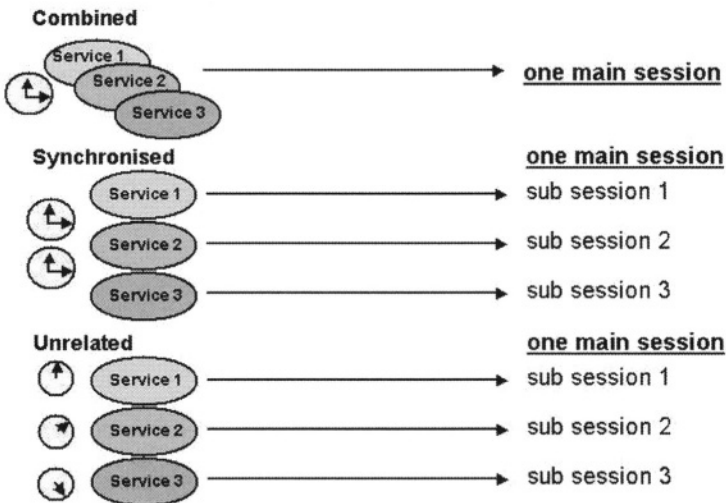 Combined
Service 1
Service 2
Service 3
one main session
Synchronised
one main session
Service 1
sub session 1
Service 2
sub session 2
Service 3
sub session 3
Unrelated
one main session
Service 1
sub session 1
Service 2
sub session 2
Service 3
sub session 3